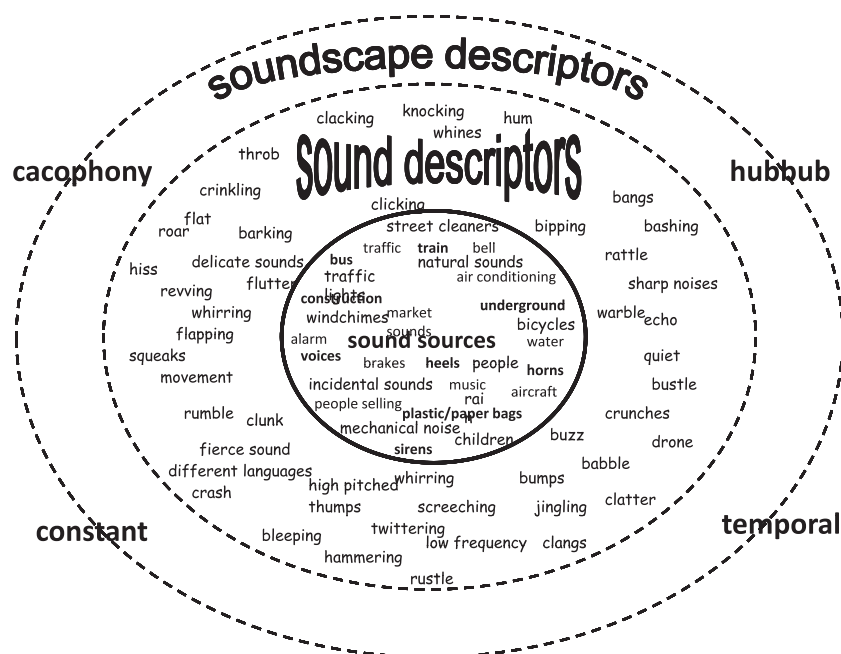 soundscape descriptors
knocking
clacking
hum
whines
throb
sound descriptors
cacophony
hubbub
crinkling
bangs
clicking
flat
roar
barking
street cleaners
bipping
bashing
traffic
train
bell
bus
natural sounds
rattle
hiss
delicate sounds
traffic
lights
air conditioning
flutter
revving
sharp noises
construction
underground
whirring
windchimes
market
sounds
warble
echo
bicycles
flapping
alarm
sound sources
water
squeaks
voices
quiet
brakes
heels
people
horns
movement
incidental sounds
music
bustle
people selling
rai
n
aircraft
rumble
clunk
plastic/paper bags
crunches
mechanical noise
children
buzz
drone
fierce sound
sirens
babble
different languages
crash
high pitched
whirring
bumps
clatter
thumps
screeching
jingling
constant
temporal
bleeping
twittering
low frequency
clangs
hammering
rustle